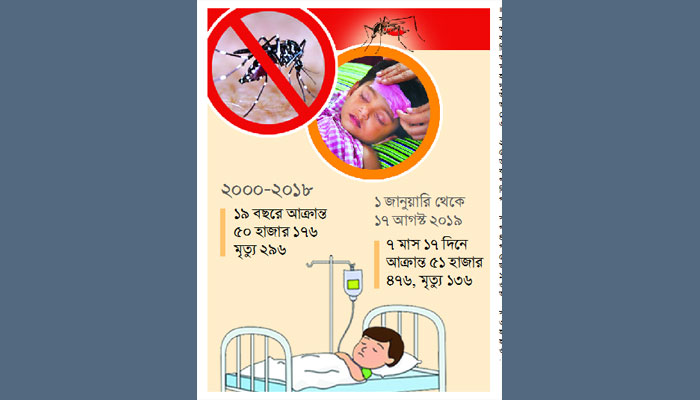 ২০০০-২০১৮
১৯ বছরে আক্রান্ত
৫০ হাজার ১৭৬
মৃত্যু ২৯৬
১ জানুয়ারি থেকে
১৭ আগস্ট ২০১৯
৭ মাস ১৭ দিনে
আক্রান্ত ৫১ হাজার
৪৭৬, মৃত্যু ১৩৬